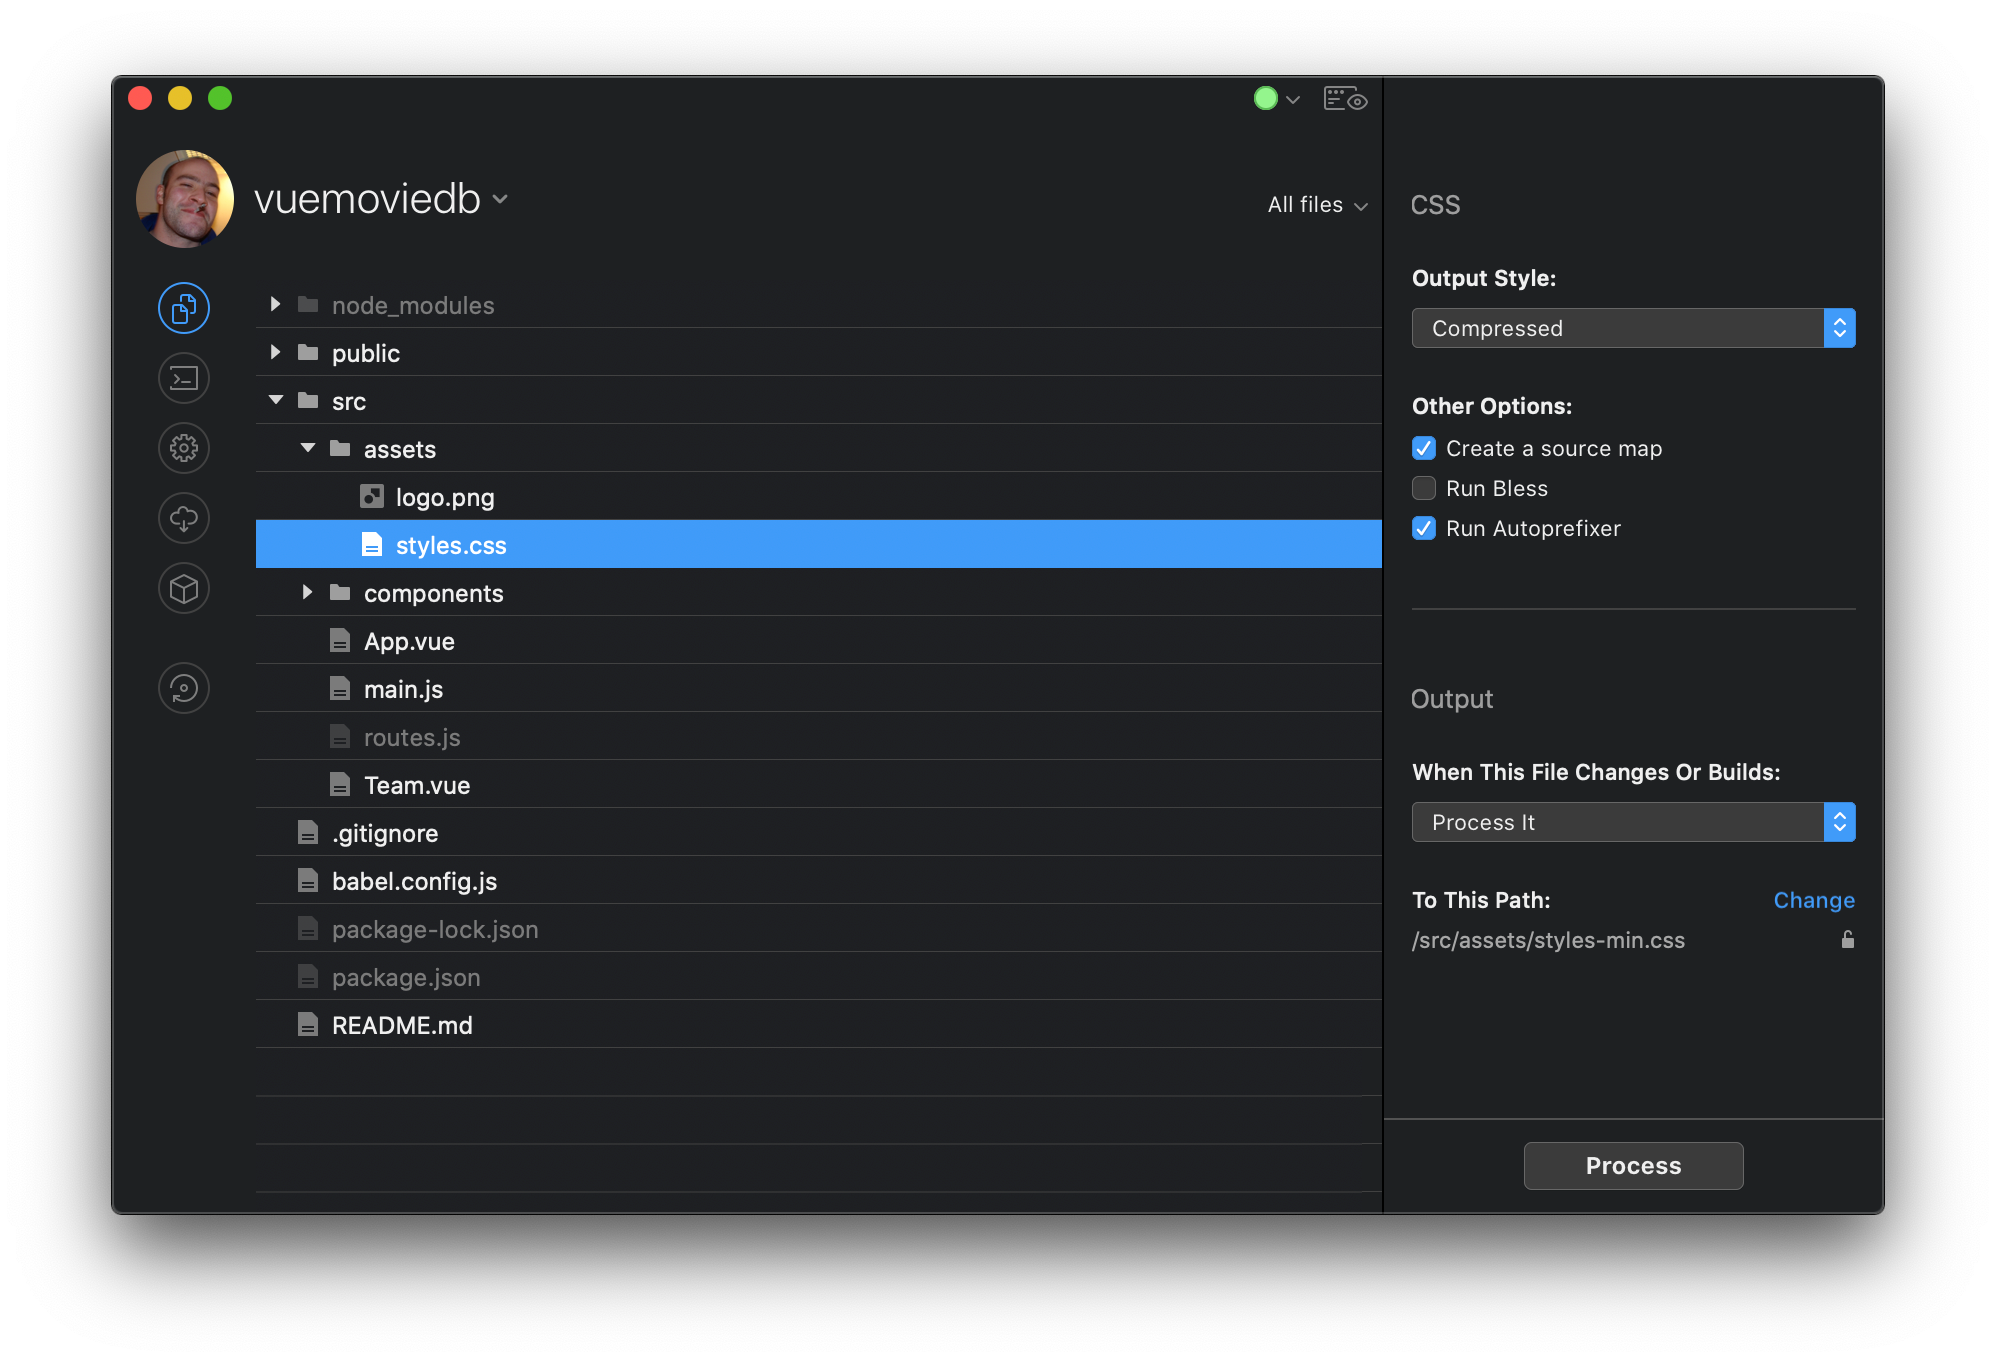 vuemoviedb
All files
node_modules
public
src
assets
logo.png
styles.css
components
App.vue
main.js
routes.js
Team.vue
.gitignore
babel.config.js
package-lock.json
package.json
README.md
CSS
Output Style:
Compressed
Other Options:
Create a source map
Run Bless
Run Autoprefixer
Output
When This File Changes Or Builds:
Process It
To This Path: Change
/src/assets/styles-min.css
Process